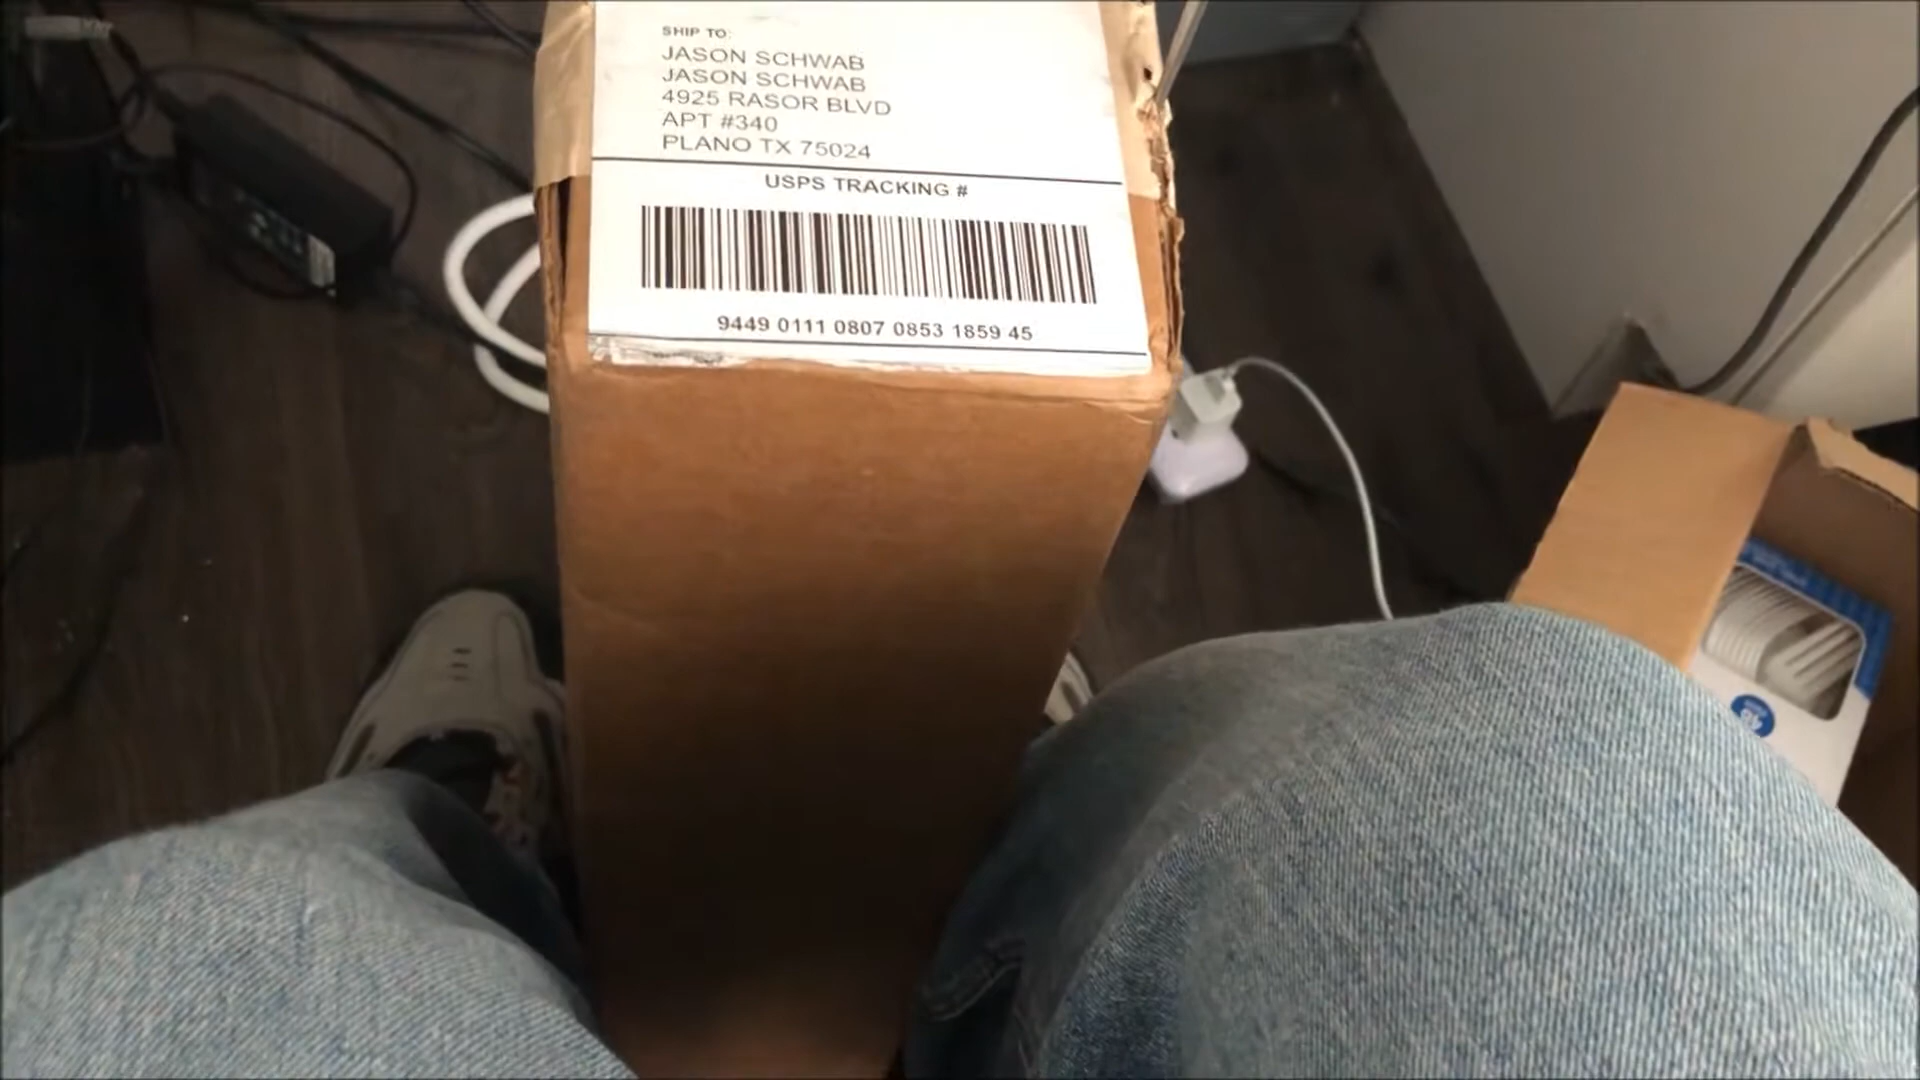 SHIP TO:
JASON SCHWAB
JASON SCHWAB
4925 RASOR BLVD
APT #340
PLANO TX 75024
USPS TRACKING #
9449 0111 0807 0853 1859 45
48